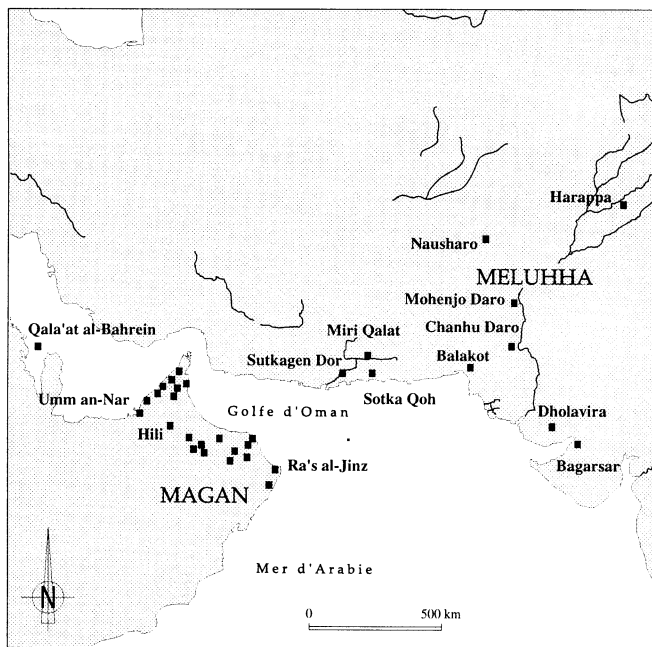 Harappa
Nausharo
MELUHHA
Mohenjo Daro
Qala'at al-Bahrein
Miri Qalat
Chanhu Daro
Sutkagen Dor
Balakot
Umm an-Nar
Sotka Qoh
Golfe d'Oman
Dholavira
Hili
Ra's al-Jinz
Bagarsar
MAGAN
Mer d'Arabie
N
0 500 km